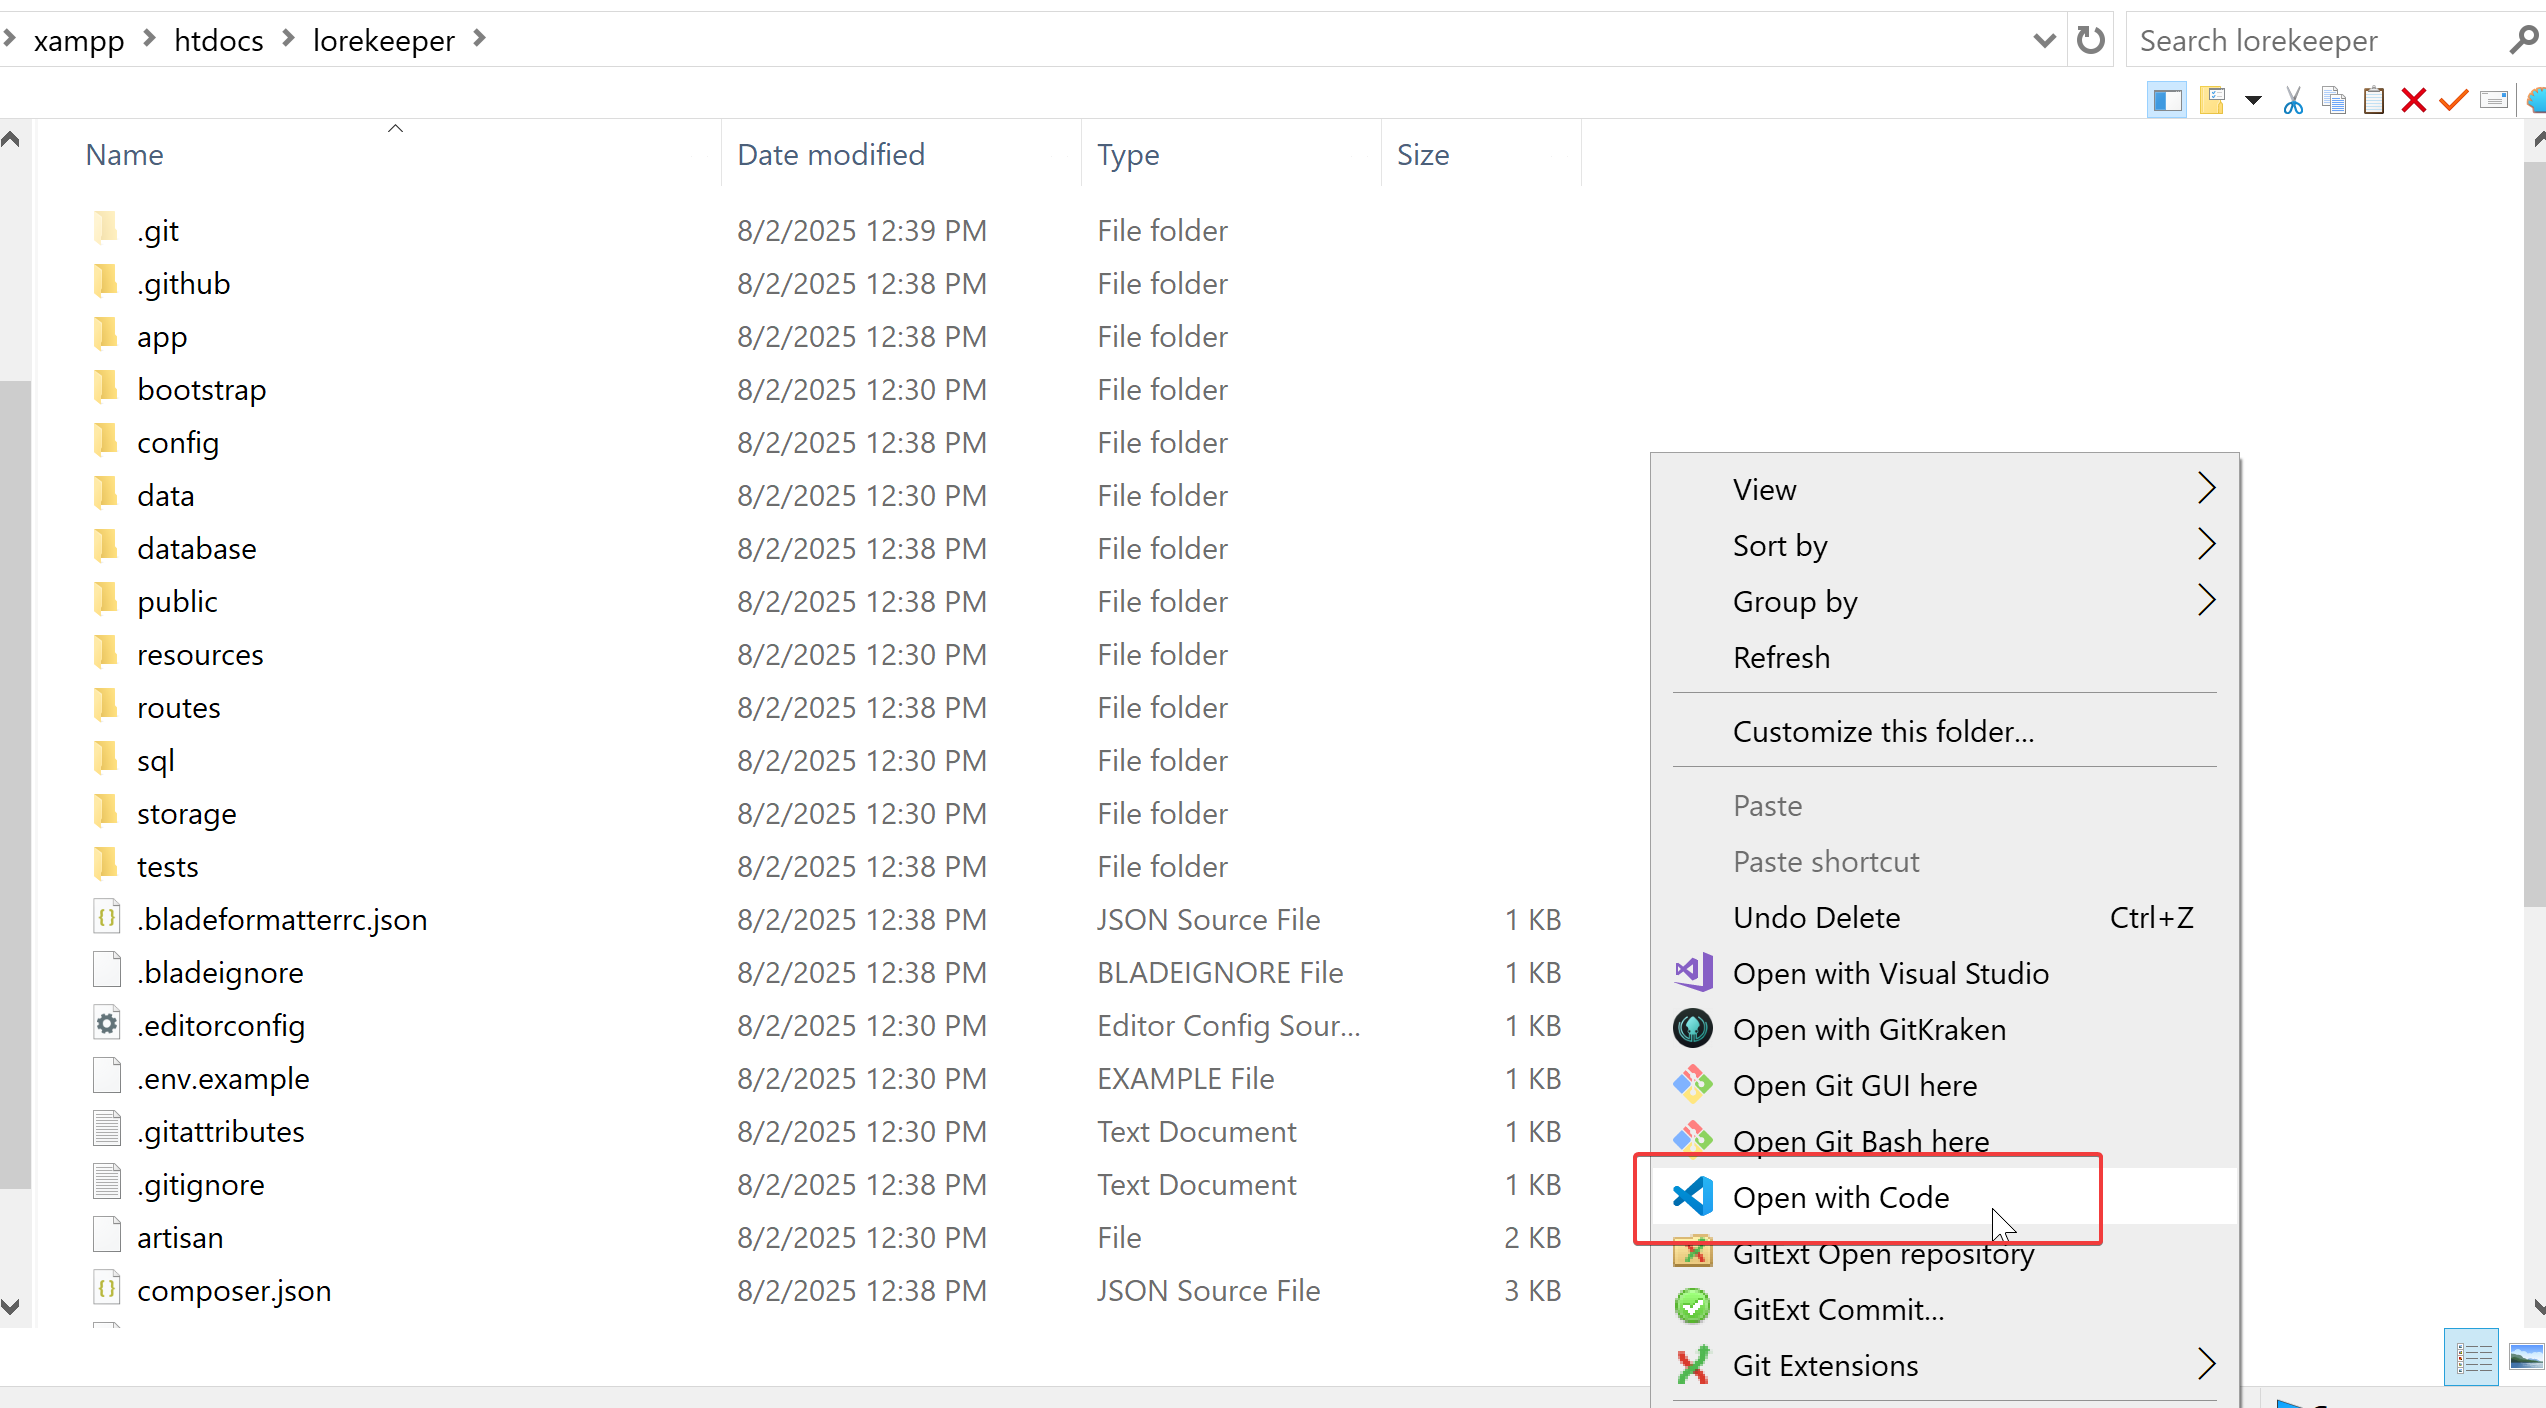 xampp > htdocs > lorekeeper >
Search lorekeeper
Name Date modified Type Size
.git 8/2/2025 12:39 PM File folder
.github 8/2/2025 12:38 PM File folder
app 8/2/2025 12:38 PM File folder
bootstrap 8/2/2025 12:30 PM File folder
config 8/2/2025 12:38 PM File folder
data 8/2/2025 12:30 PM File folder
database 8/2/2025 12:38 PM File folder
public 8/2/2025 12:38 PM File folder
resources 8/2/2025 12:30 PM File folder
routes 8/2/2025 12:38 PM File folder
sql 8/2/2025 12:30 PM File folder
storage 8/2/2025 12:30 PM File folder
tests 8/2/2025 12:38 PM File folder
.bladeformatterrc.json 8/2/2025 12:38 PM JSON Source File 1 KB
.bladeignore 8/2/2025 12:38 PM BLADEIGNORE File 1 KB
.editorconfig 8/2/2025 12:30 PM Editor Config Sour... 1 KB
.env.example 8/2/2025 12:30 PM EXAMPLE File 1 KB
.gitattributes 8/2/2025 12:30 PM Text Document 1 KB
.gitignore 8/2/2025 12:38 PM Text Document 1 KB
artisan 8/2/2025 12:30 PM File 2 KB
composer.json 8/2/2025 12:38 PM JSON Source File 3 KB
View
Sort by
Group by
Refresh
Customize this folder...
Paste
Paste shortcut
Undo Delete Ctrl+Z
Open with Visual Studio
Open with GitKraken
Open Git GUI here
Open Git Bash here
Open with Code
GitExt Open repository
GitExt Commit...
Git Extensions